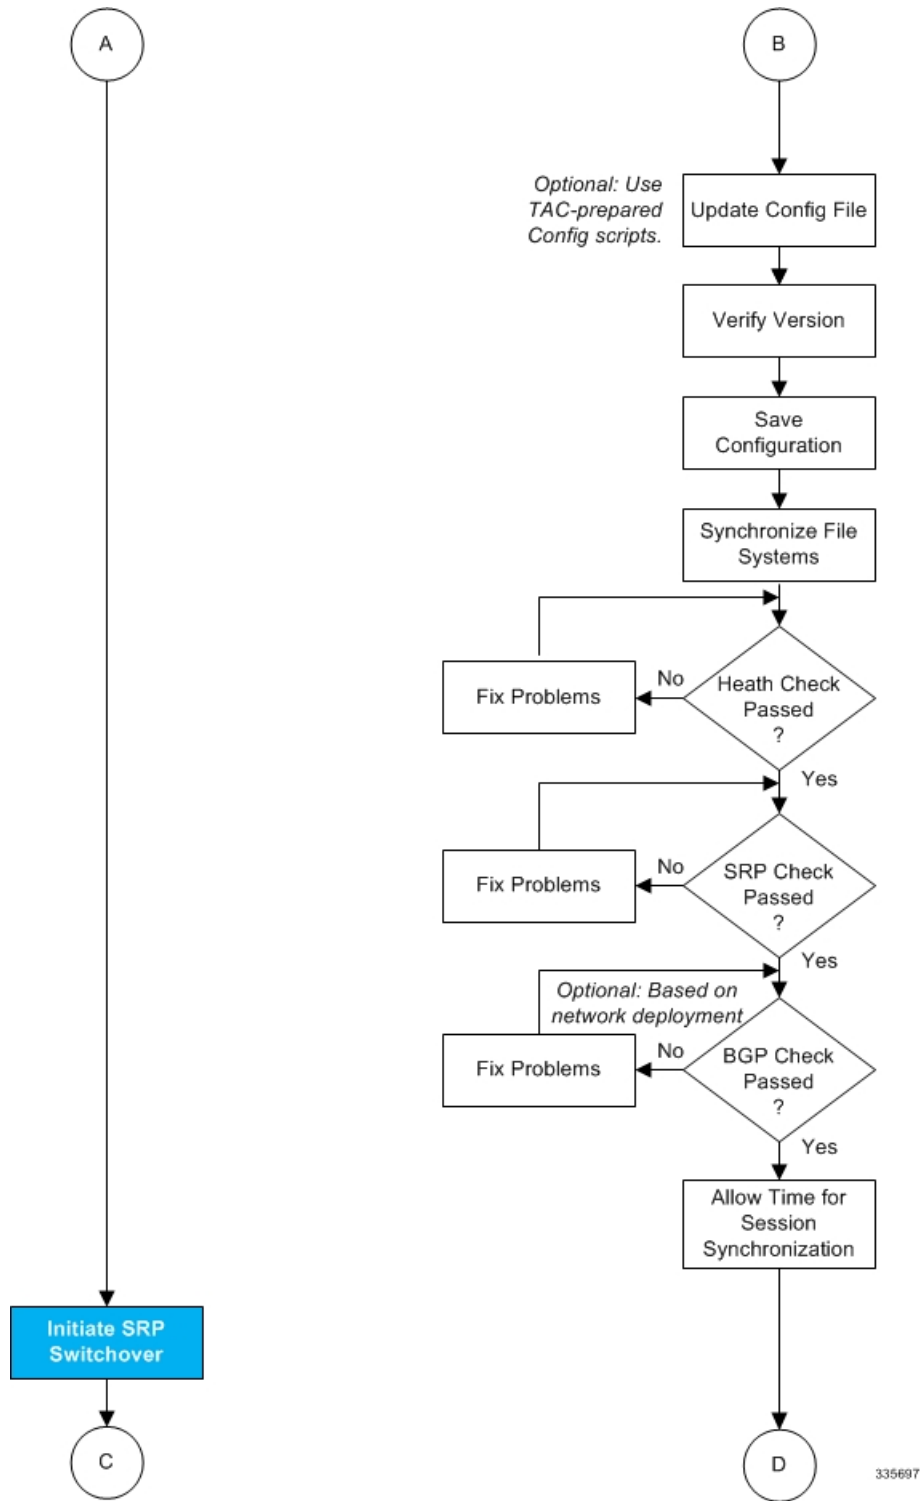 A
B
Optional: Use
TAC-prepared
Config scripts.
Update Config File
Verify Version
Save
Configuration
Synchronize File
Systems
Fix Problems
No
Heath Check
Passed
?
Yes
Fix Problems
No
SRP Check
Passed
?
Yes
Optional: Based on
network deployment
Fix Problems
No
BGP Check
Passed
?
Yes
Allow Time for
Session
Synchronization
Initiate SRP
Switchover
C
D
335697